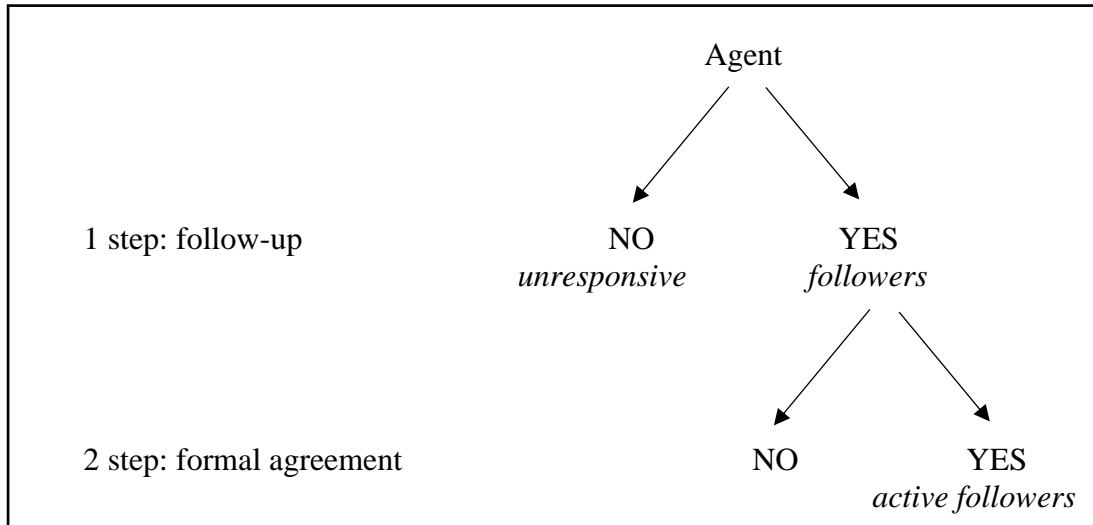 Agent
1 step: follow-up NO YES
unresponsive followers
2 step: formal agreement NO YES
active followers